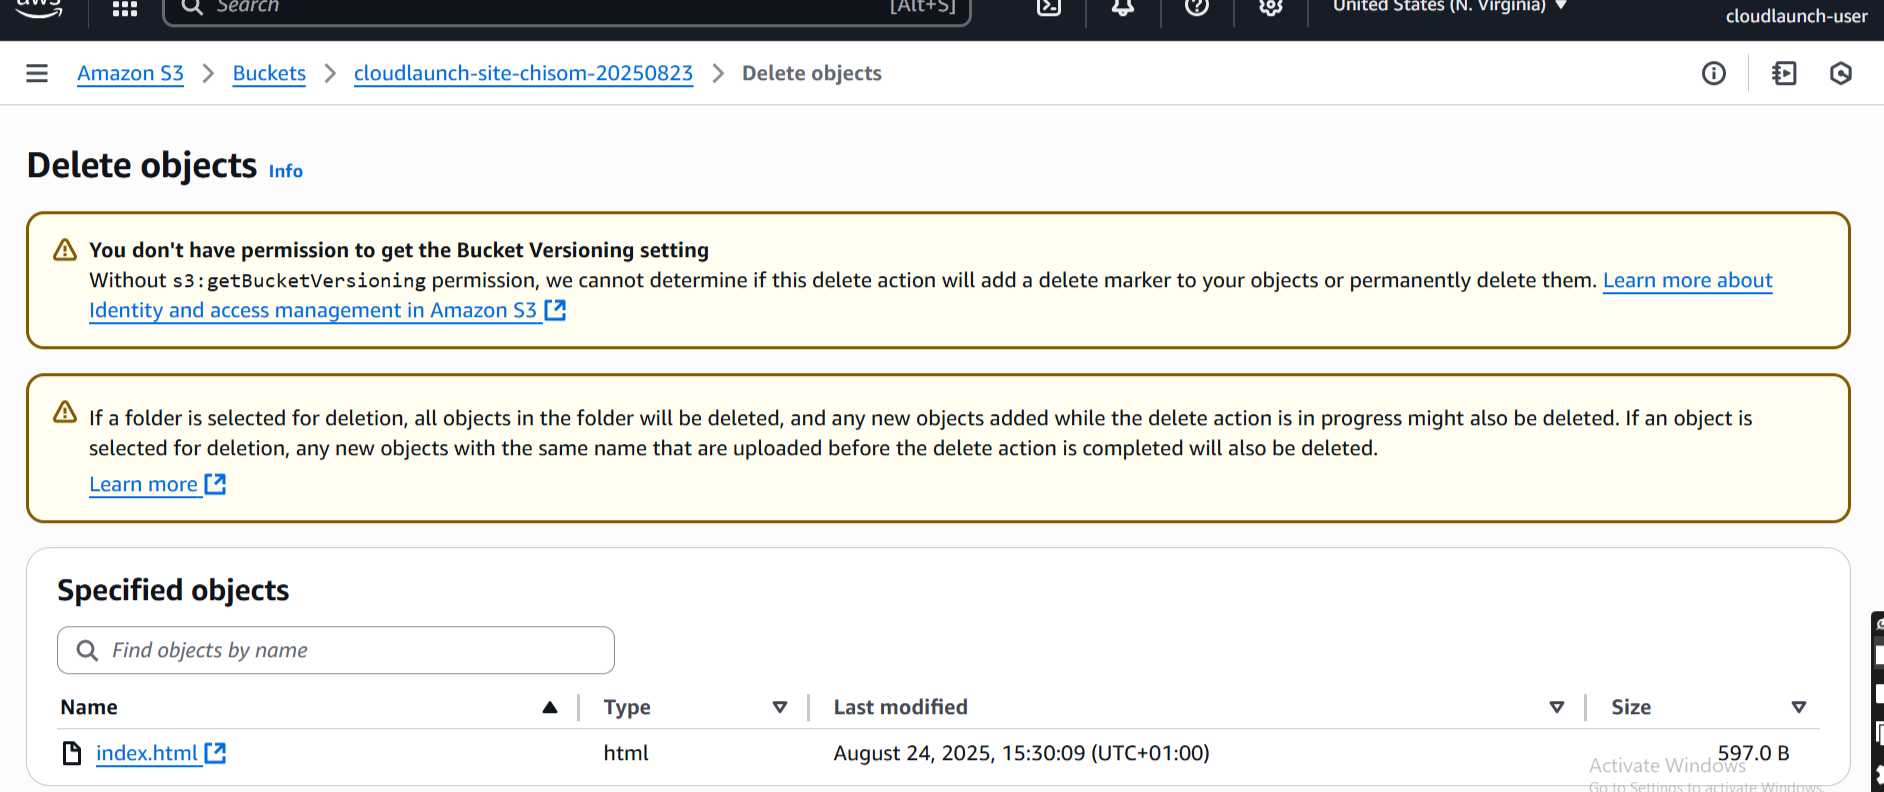 aws
Search
[Alt+S]
United States (N. Virginia)
cloudlaunch-user
Amazon S3
Buckets
cloudlaunch-site-chisom-20250823
Delete objects
Delete objects Info
You don't have permission to get the Bucket Versioning setting
Without s3:getBucketVersioning permission, we cannot determine if this delete action will add a delete marker to your objects or permanently delete them. Learn more about
Identity and access management in Amazon S3
If a folder is selected for deletion, all objects in the folder will be deleted, and any new objects added while the delete action is in progress might also be deleted. If an object is
selected for deletion, any new objects with the same name that are uploaded before the delete action is completed will also be deleted.
Learn more
Specified objects
Find objects by name
Name Type Last modified Size
index.html html August 24, 2025, 15:30:09 (UTC+01:00) 597.0 B
Activate Windows
Go to Settings to activate Windows.